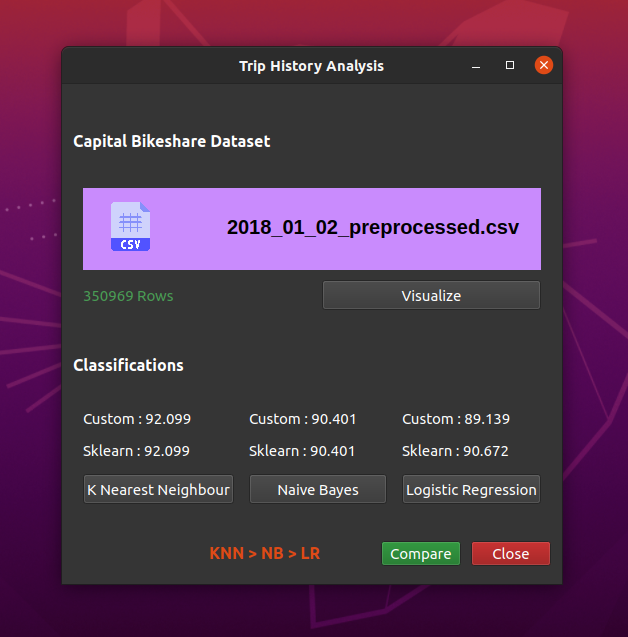 Trip History Analysis
Capital Bikeshare Dataset
CSV
2018_01_02_preprocessed.csv
350969 Rows
Visualize
Classifications
Custom : 92.099
Custom : 90.401
Custom : 89.139
Sklearn : 92.099
Sklearn : 90.401
Sklearn : 90.672
K Nearest Neighbour
Naive Bayes
Logistic Regression
KNN > NB > LR
Compare
Close